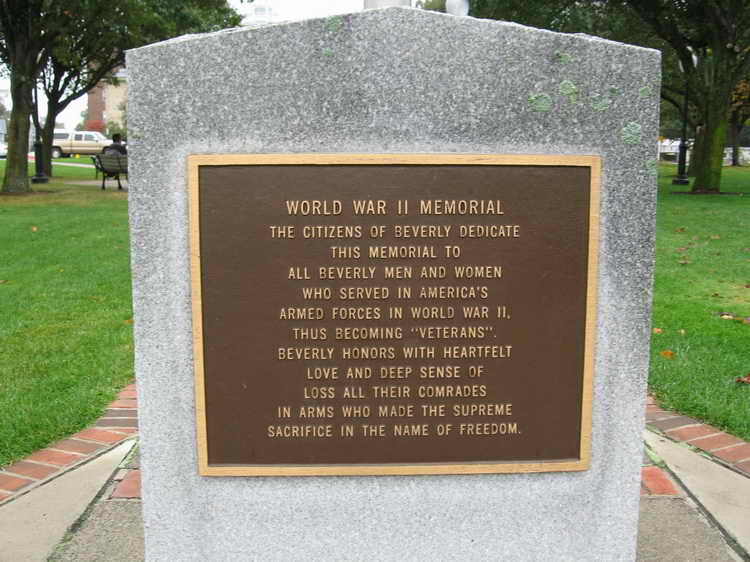 WORLD WAR II MEMORIAL
THE CITIZENS OF BEVERLY DEDICATE
THIS MEMORIAL TO
ALL BEVERLY MEN AND WOMEN
WHO SERVED IN AMERICA'S
ARMED FORCES IN WORLD WAR II,
THUS BECOMING "VETERANS".
BEVERLY HONORS WITH HEARTFELT
LOVE AND DEEP SENSE OF
LOSS ALL THEIR COMRADES
IN ARMS WHO MADE THE SUPREME
SACRIFICE IN THE NAME OF FREEDOM.